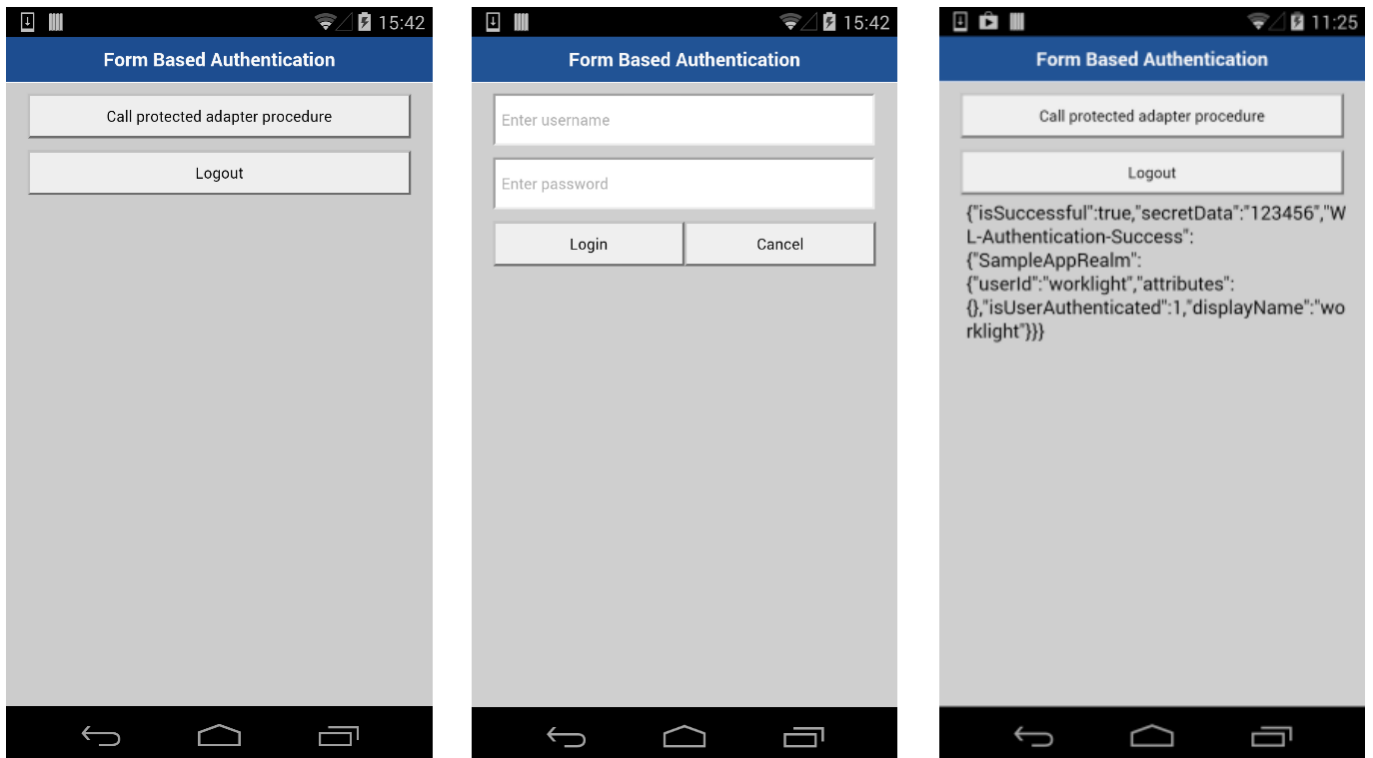 15:42
Form Based Authentication
Call protected adapter procedure
Logout
15:42
Form Based Authentication
Enter username
Enter password
Login Cancel
11:25
Form Based Authentication
Call protected adapter procedure
Logout
{"isSuccessful":true,"secretData":"123456","W
L-Authentication-Success":
{"SampleAppRealm":
{"userId":"worklight","attributes":
{},"isUserAuthenticated":1,"displayName":"wo
rklight"}}}